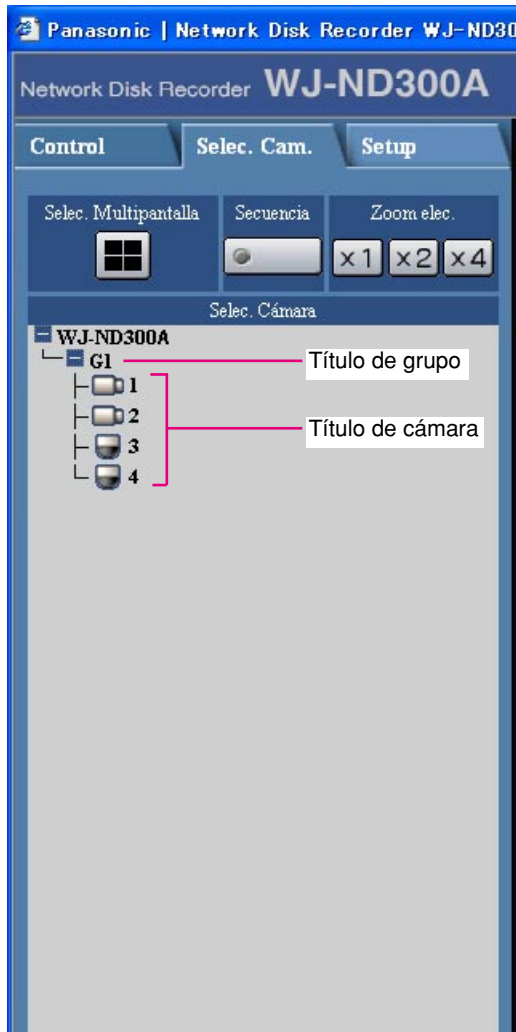 Panasonic | Network Disk Recorder WJ-ND30
Network Disk Recorder WJ-ND300A
Control Selec. Cam. Setup
Selec. Multipantalla Secuencia Zoom elec.
x1 x2 x4
Selec. Cámara
WJ-ND300A
G1 Título de grupo
1
2 Título de cámara
3
4